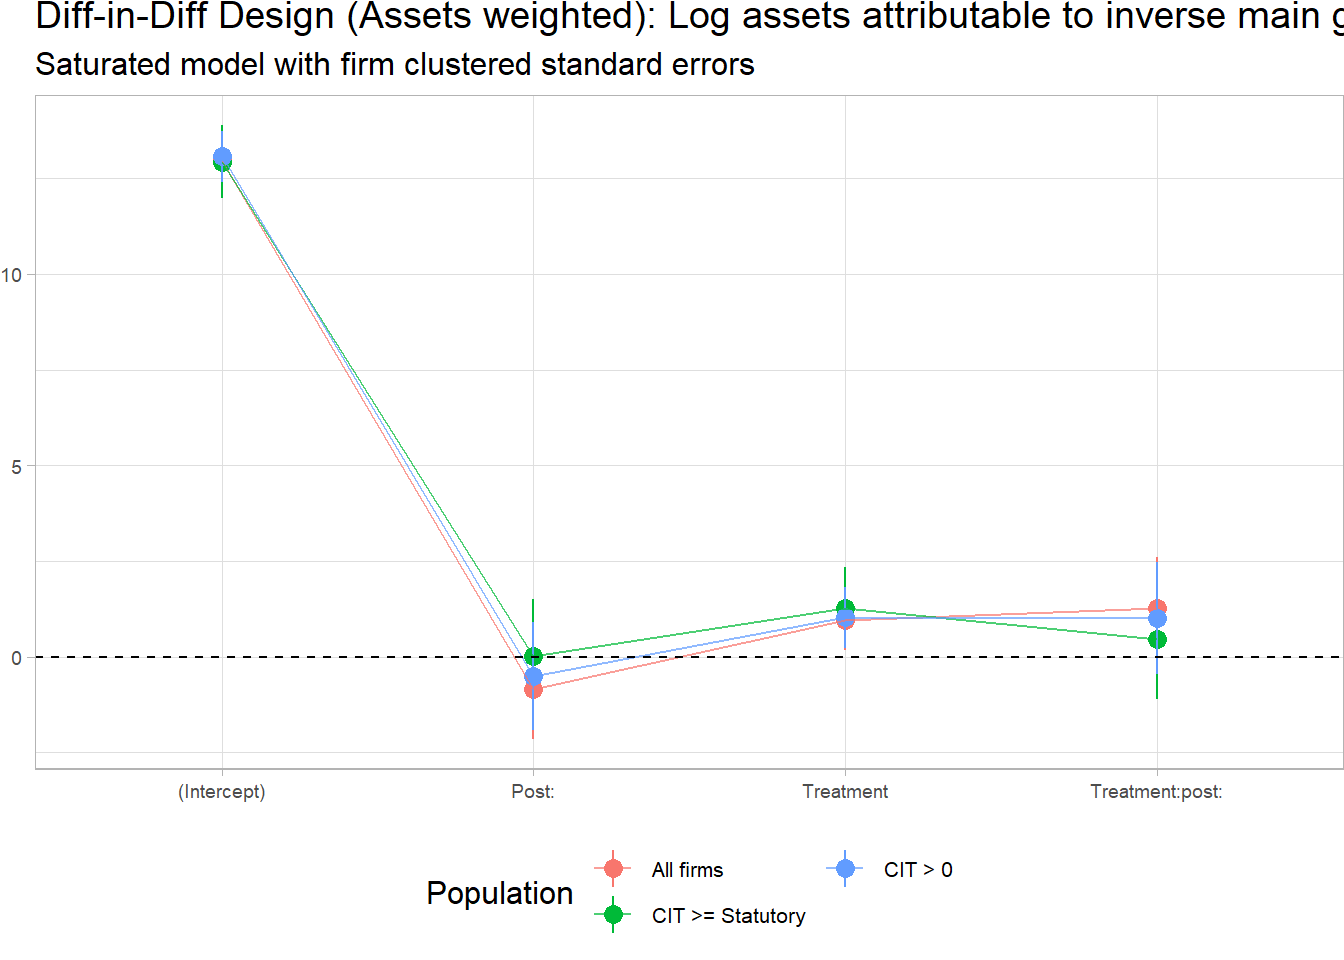 Diff-in-Diff Design (Assets weighted): Log assets attributable to inverse main
Saturated model with firm clustered standard errors
10
5
0
(Intercept)
Post:
Treatment
Treatment:post:
Population
All firms
CIT > 0
CIT >= Statutory